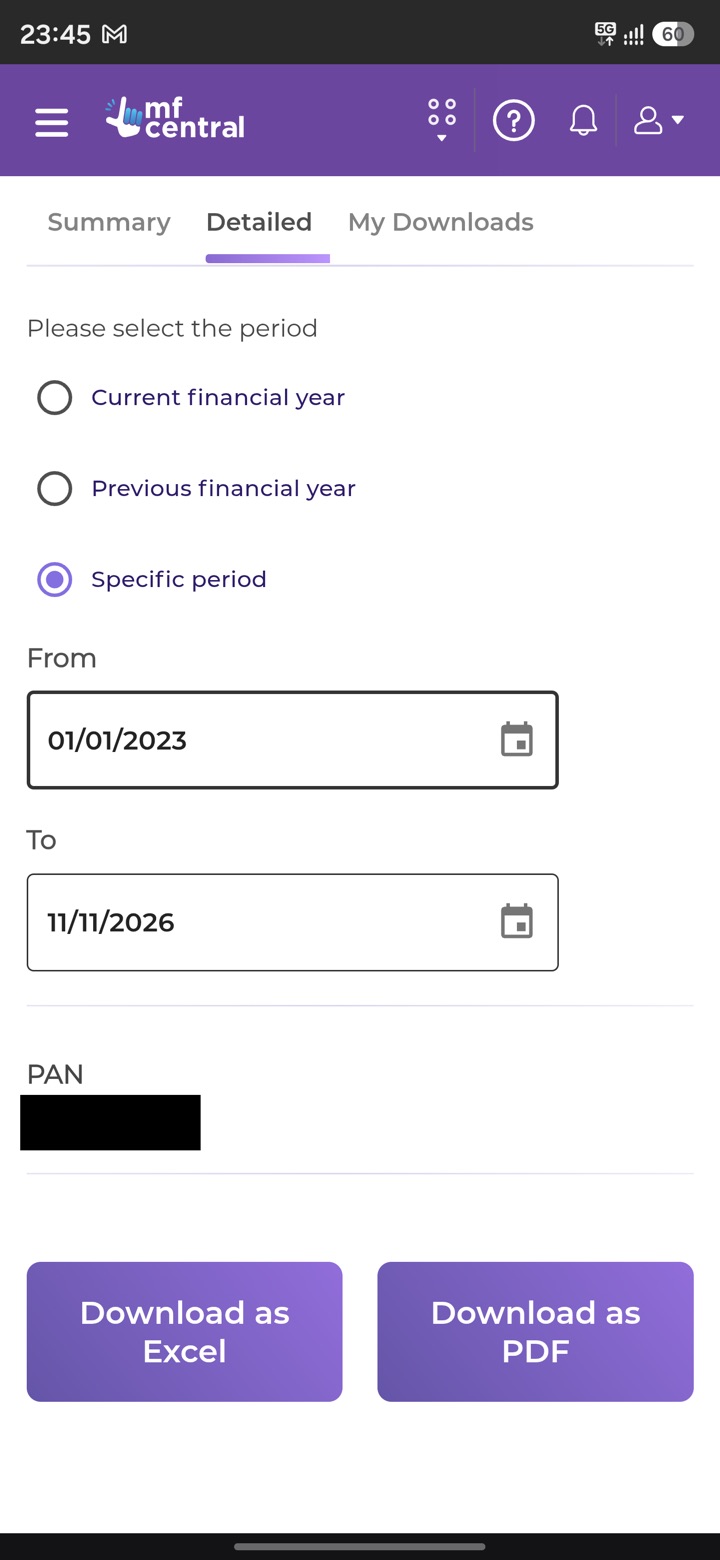 23:45
5G
60
mf
central
?
Summary Detailed My Downloads
Please select the period
Current financial year
Previous financial year
Specific period
From
01/01/2023
To
11/11/2026
PAN
Download as
Excel
Download as
PDF